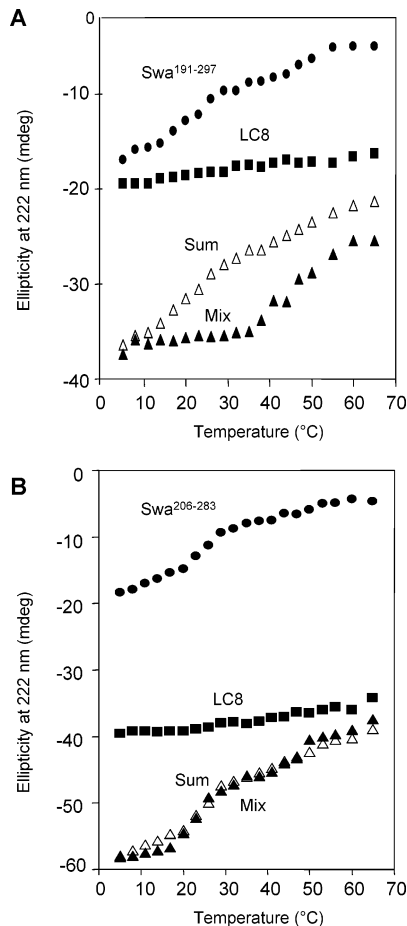 A
0
-10
-20
-30
-40
Ellipticity at 222 nm (mdeg)
Swa191-297
LC8
Sum
Mix
0 10 20 30 40 50 60 70
Temperature (°C)
B
0
-10
-20
-30
-40
-50
-60
Ellipticity at 222 nm (mdeg)
Swa206-283
LC8
Sum
Mix
0 10 20 30 40 50 60 70
Temperature (°C)